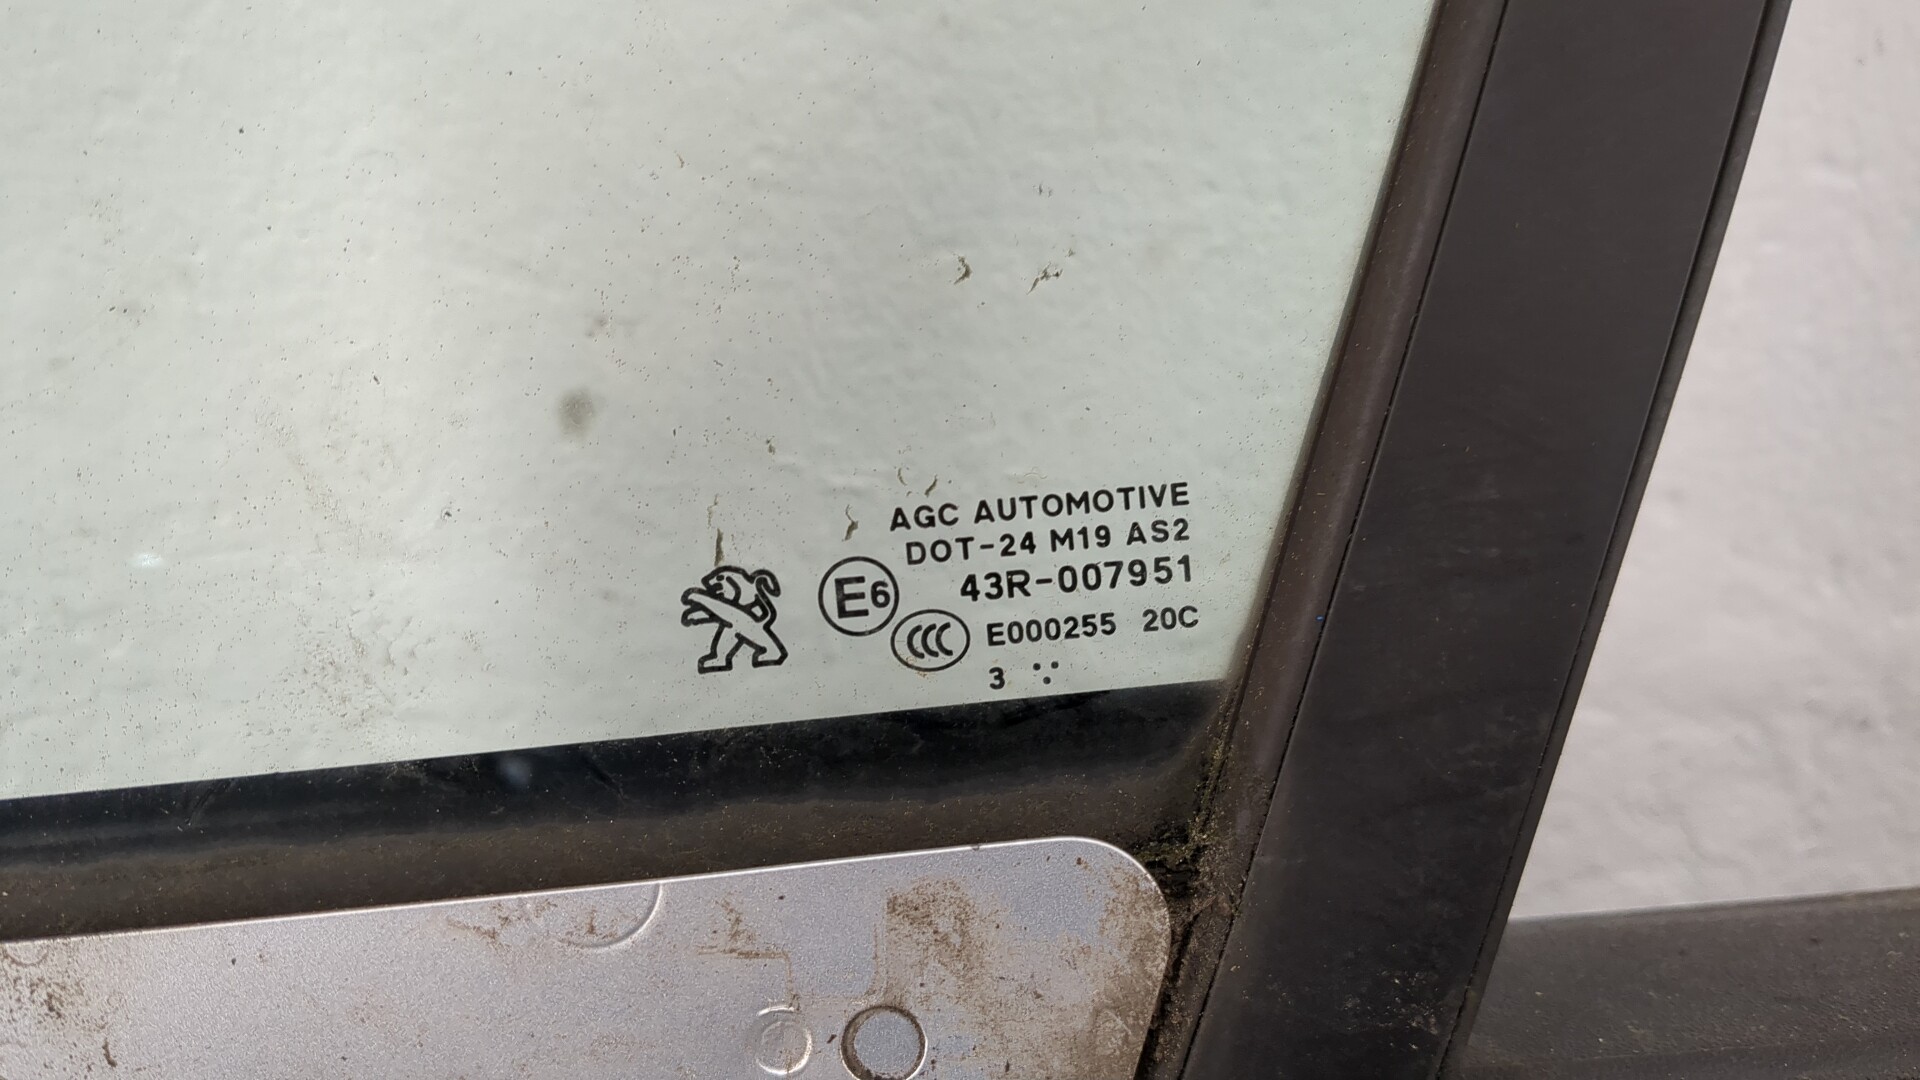 AGC AUTOMOTIVE
DOT-24 M19 AS2
E6 43R-007951
CCC E000255 20C
3